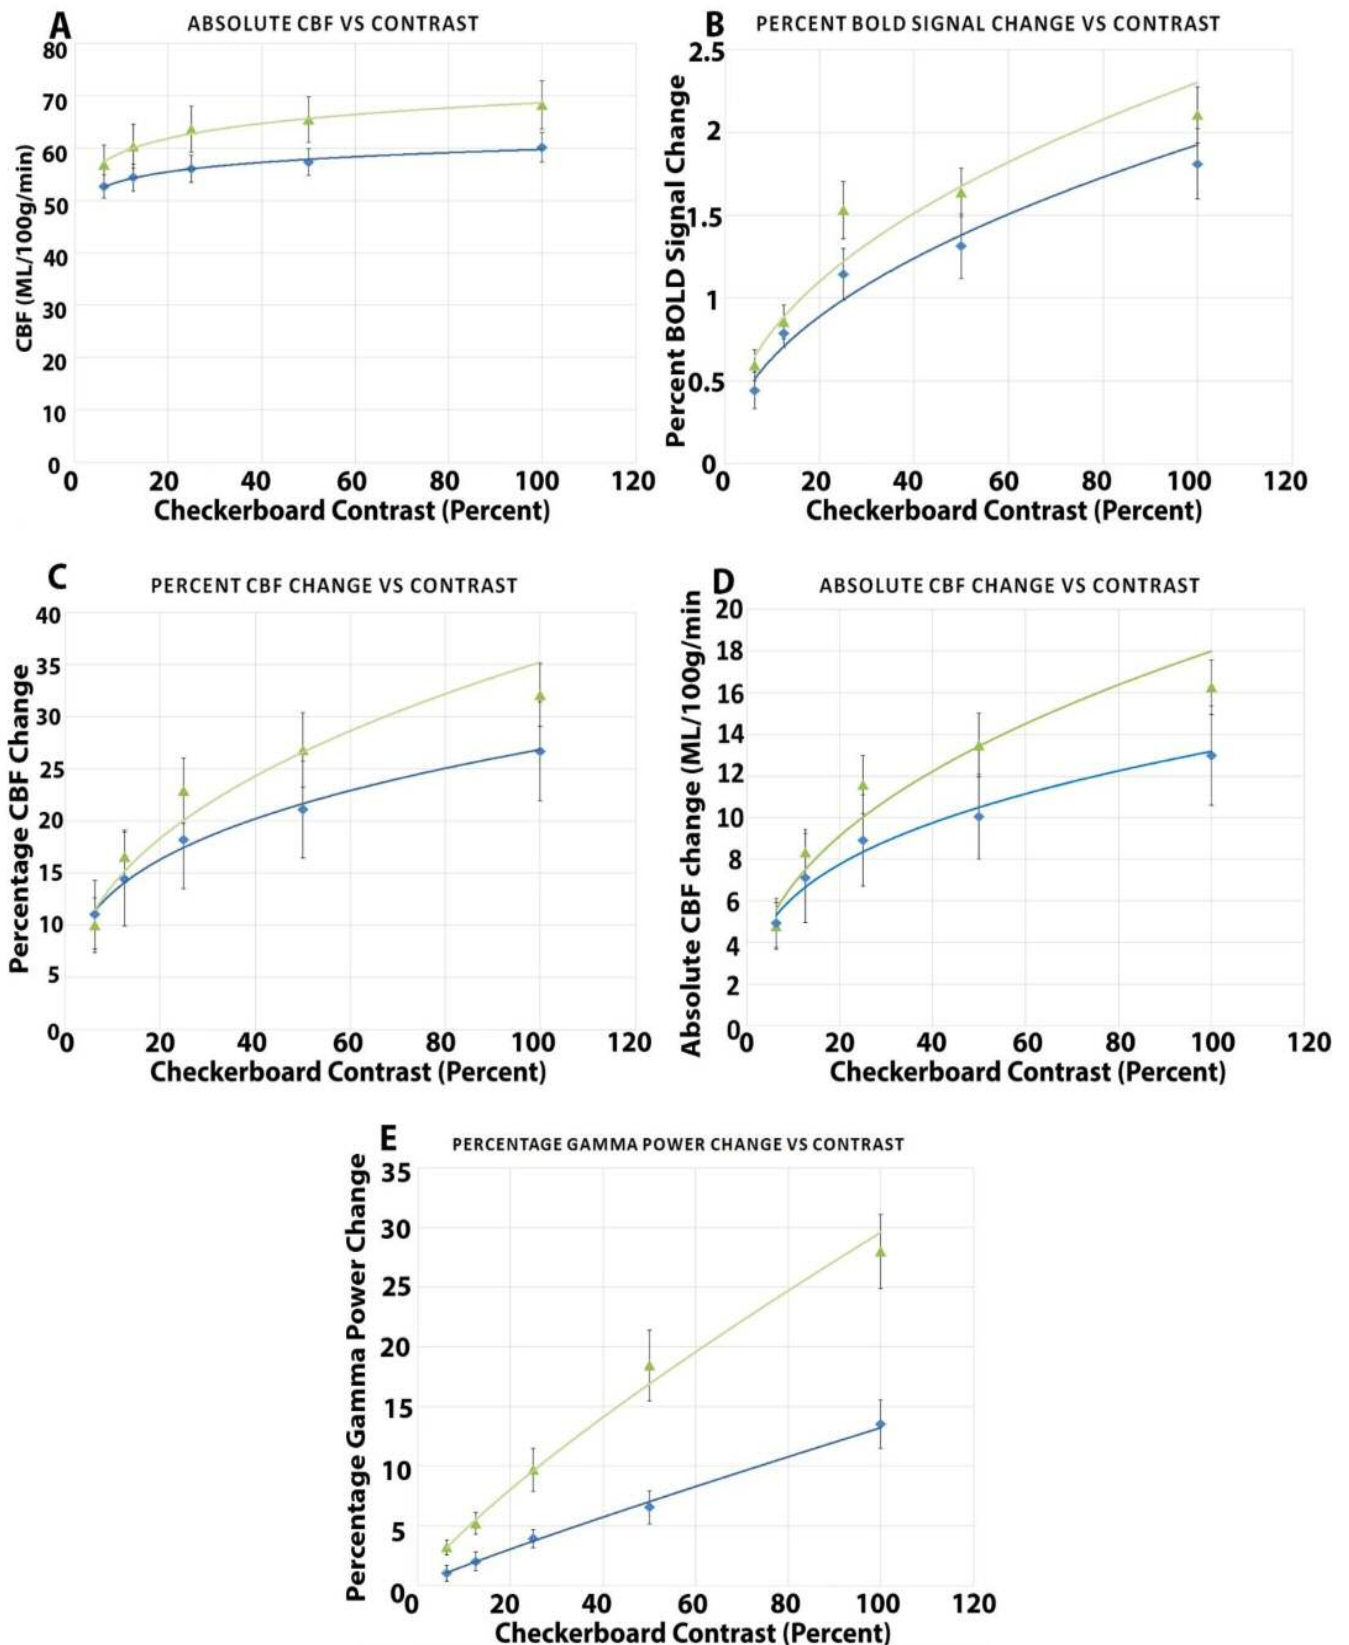 A ABSOLUTE CBF VS CONTRAST
CBF (ML/100g/min)
80
70
60
50
40
30
20
10
0
0 20 40 60 80 100 120
Checkerboard Contrast (Percent)
B PERCENT BOLD SIGNAL CHANGE VS CONTRAST
Percent BOLD Signal Change
2.5
2
1.5
1
0.5
0
0 20 40 60 80 100 120
Checkerboard Contrast (Percent)
C PERCENT CBF CHANGE VS CONTRAST
Percentage CBF Change
40
35
30
25
20
15
10
5
0
0 20 40 60 80 100 120
Checkerboard Contrast (Percent)
D ABSOLUTE CBF CHANGE VS CONTRAST
Absolute CBF change (ML/100g/min
20
18
16
14
12
10
8
6
4
2
0
0 20 40 60 80 100 120
Checkerboard Contrast (Percent)
E PERCENTAGE GAMMA POWER CHANGE VS CONTRAST
Percentage Gamma Power Change
35
30
25
20
15
10
5
0
0 20 40 60 80 100 120
Checkerboard Contrast (Percent)